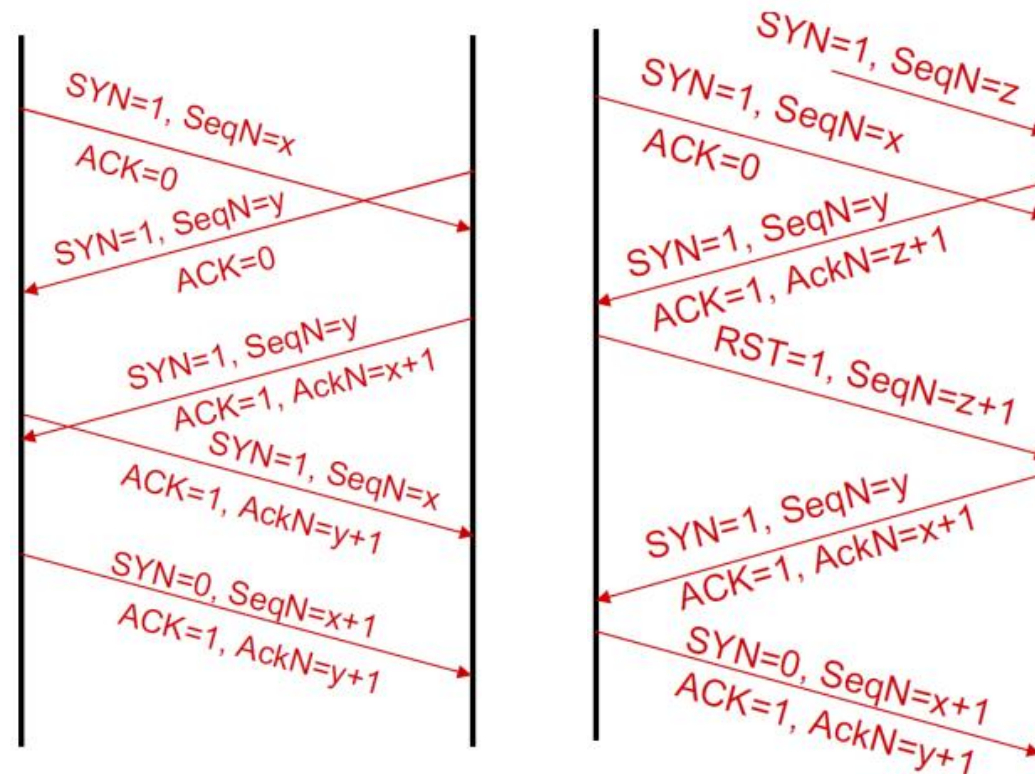 SYN=1, SeqN=x
ACK=0
SYN=1, SeqN=y
ACK=0
SYN=1, SeqN=y
ACK=1, AckN=x+1
SYN=1, SeqN=x
ACK=1, AckN=y+1
SYN=0, SeqN=x+1
ACK=1, AckN=y+1
SYN=1, SeqN=z
SYN=1, SeqN=x
ACK=0
SYN=1, SeqN=y
ACK=1, AckN=z+1
RST=1, SeqN=z+1
SYN=1, SeqN=y
ACK=1, AckN=x+1
SYN=0, SeqN=x+1
ACK=1, AckN=y+1